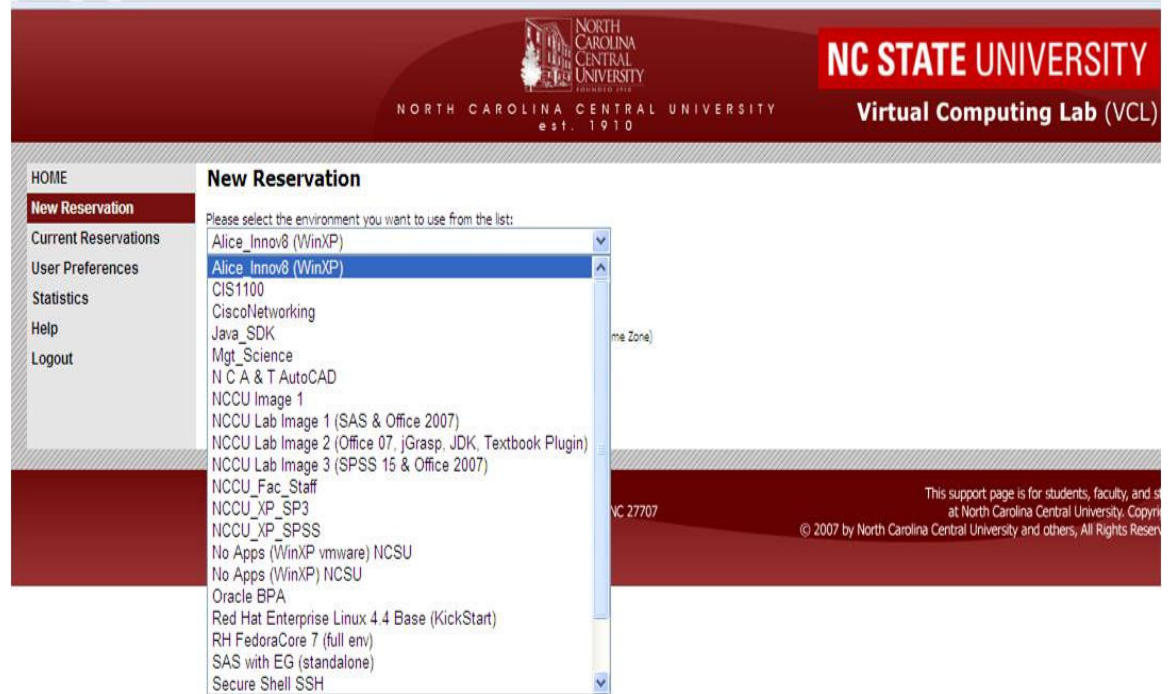 NORTH
CAROLINA
CENTRAL
UNIVERSITY
FOUNDED 1910
NORTH CAROLINA CENTRAL UNIVERSITY
est. 1910
NC STATE UNIVERSITY
Virtual Computing Lab (VCL)
HOME
New Reservation
Current Reservations
User Preferences
Statistics
Help
Logout
New Reservation
Please select the environment you want to use from the list:
Alice_Innov8 (WinXP)
Alice_Innov8 (WinXP)
CIS1100
CiscoNetworking
Java_SDK
Mgt_Science
N C A & T AutoCAD
NCCU Image 1
NCCU Lab Image 1 (SAS & Office 2007)
NCCU Lab Image 2 (Office 07, jGrasp, JDK, Textbook Plugin)
NCCU Lab Image 3 (SPSS 15 & Office 2007)
NCCU_Fac_Staff
NCCU_XP_SP3
NCCU_XP_SPSS
No Apps (WinXP vmware) NCSU
No Apps (WinXP) NCSU
Oracle BPA
Red Hat Enterprise Linux 4.4 Base (KickStart)
RH FedoraCore 7 (full env)
SAS with EG (standalone)
Secure Shell SSH
me Zone)
NC 27707
This support page is for students, faculty, and st
at North Carolina Central University. Copyri
© 2007 by North Carolina Central University and others, All Rights Reserv